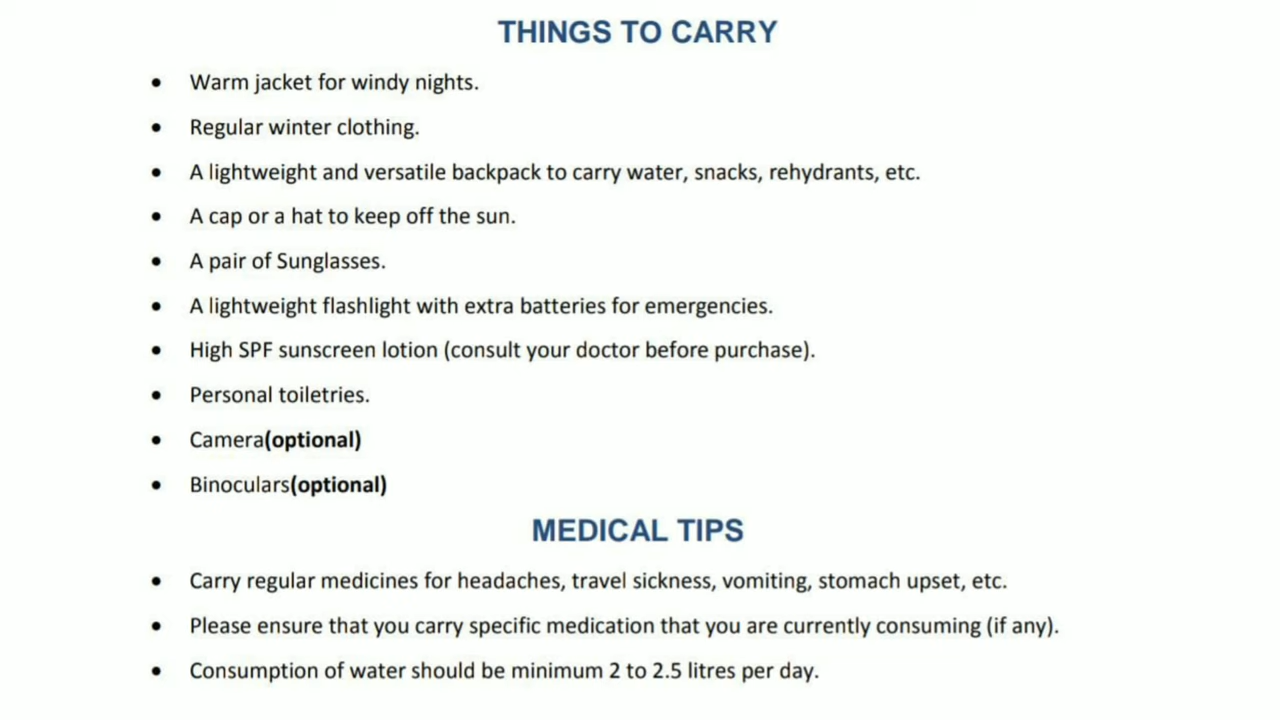 THINGS TO CARRY
• Warm jacket for windy nights.
• Regular winter clothing.
• A lightweight and versatile backpack to carry water, snacks, rehydrants, etc.
• A cap or a hat to keep off the sun.
• A pair of Sunglasses.
• A lightweight flashlight with extra batteries for emergencies.
• High SPF sunscreen lotion (consult your doctor before purchase).
• Personal toiletries.
• Camera(optional)
• Binoculars(optional)
MEDICAL TIPS
• Carry regular medicines for headaches, travel sickness, vomiting, stomach upset, etc.
• Please ensure that you carry specific medication that you are currently consuming (if any).
• Consumption of water should be minimum 2 to 2.5 litres per day.